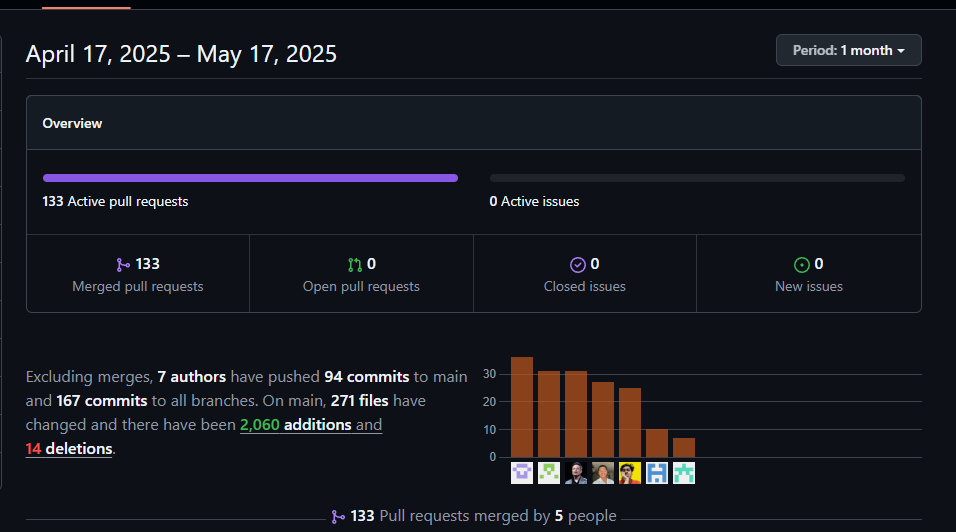 April 17, 2025 – May 17, 2025
Period: 1 month
Overview
133 Active pull requests
0 Active issues
133
Merged pull requests
0
Open pull requests
0
Closed issues
0
New issues
Excluding merges, 7 authors have pushed 94 commits to main
and 167 commits to all branches. On main, 271 files have
changed and there have been 2,060 additions and
14 deletions.
30
20
10
0
133 Pull requests merged by 5 people